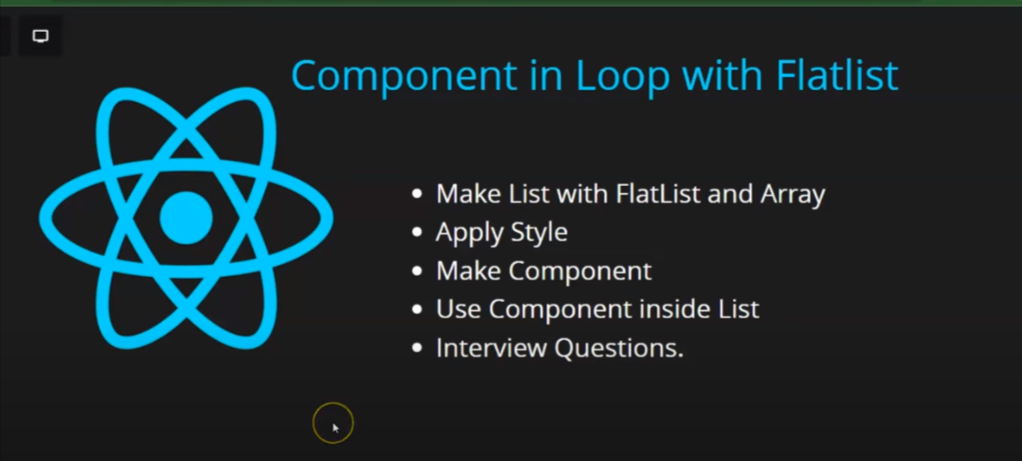 Component in Loop with Flatlist
Make List with FlatList and Array
Apply Style
Make Component
Use Component inside List
Interview Questions.